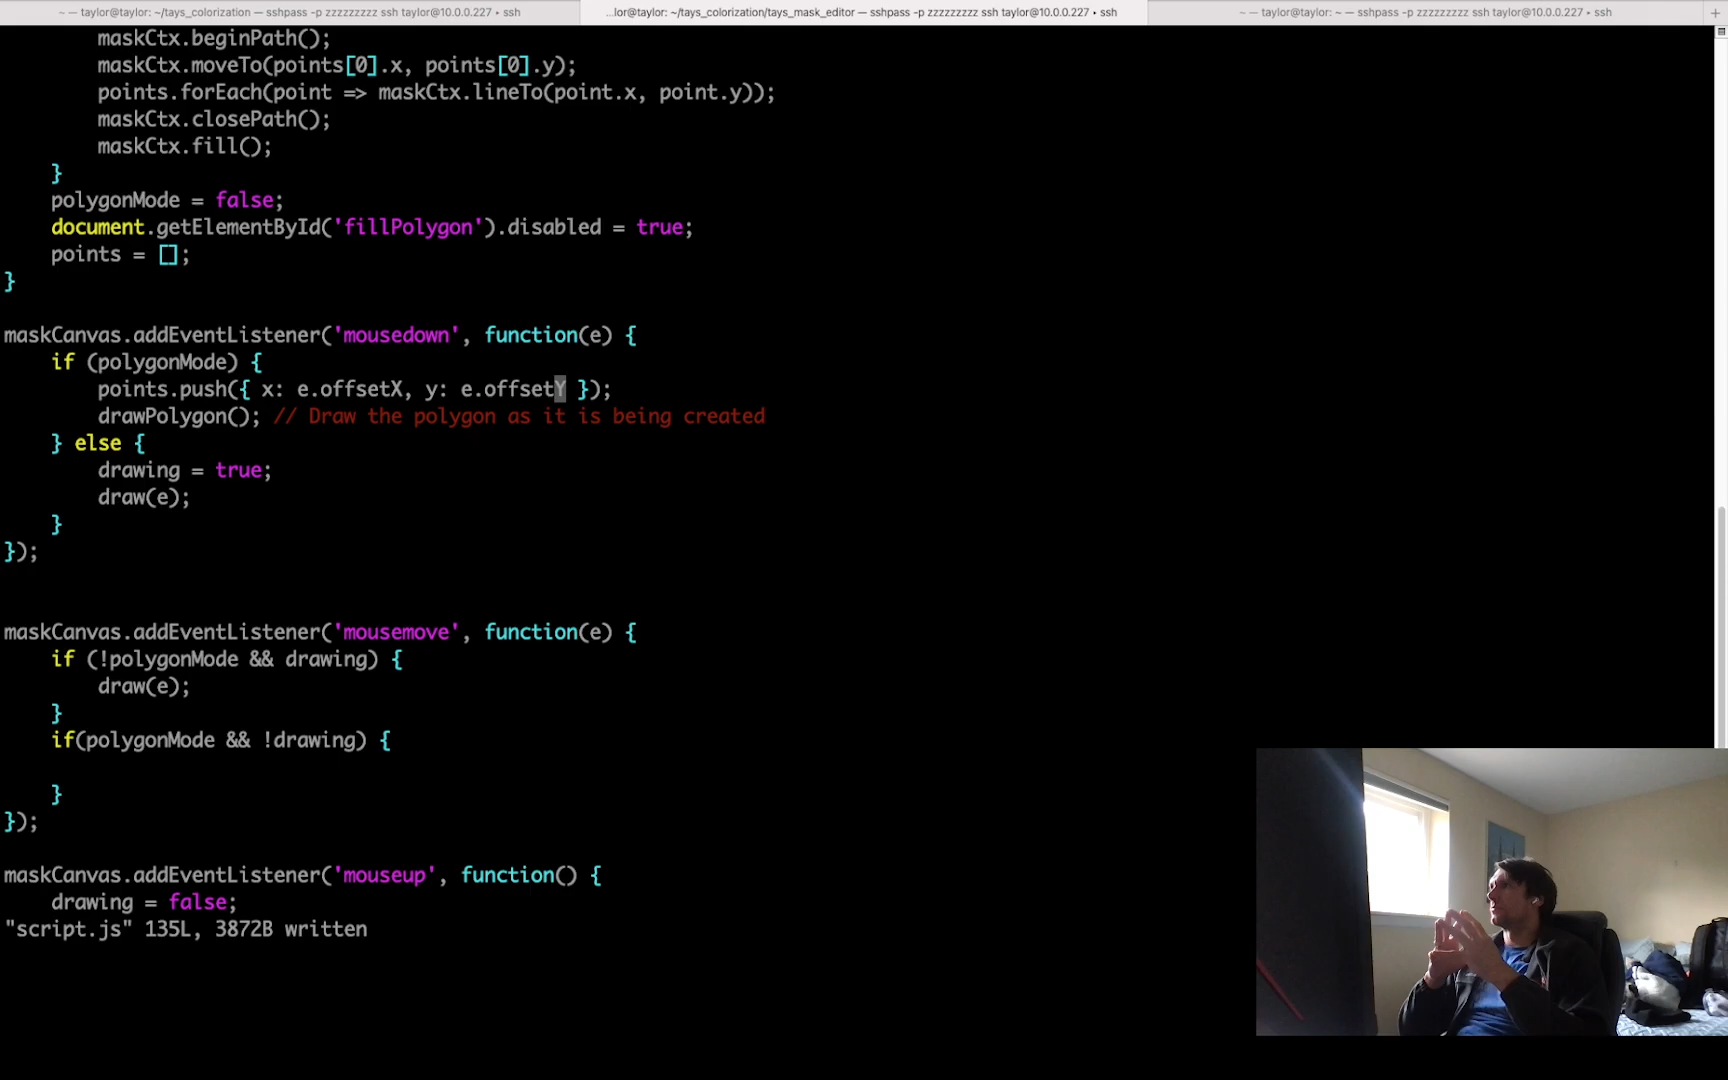 ~ — taylor@taylor: ~/tays_colorization — sshpass -p zzzzzzzzz ssh taylor@10.0.0.227 • ssh
...lor@taylor: ~/tays_colorization/tays_mask_editor — sshpass -p zzzzzzzzz ssh taylor@10.0.0.227 • ssh
~ — taylor@taylor: ~ — sshpass -p zzzzzzzzz ssh taylor@10.0.0.227 • ssh
+
maskCtx.beginPath();
maskCtx.moveTo(points[0].x, points[0].y);
points.forEach(point => maskCtx.lineTo(point.x, point.y));
maskCtx.closePath();
maskCtx.fill();
}
polygonMode = false;
document.getElementById('fillPolygon').disabled = true;
points = [];
}
maskCanvas.addEventListener('mousedown', function(e) {
if (polygonMode) {
points.push({ x: e.offsetX, y: e.offsetY });
drawPolygon(); // Draw the polygon as it is being created
} else {
drawing = true;
draw(e);
}
});
maskCanvas.addEventListener('mousemove', function(e) {
if (!polygonMode && drawing) {
draw(e);
}
if(polygonMode && !drawing) {
}
});
maskCanvas.addEventListener('mouseup', function() {
drawing = false;
"script.js" 135L, 3872B written